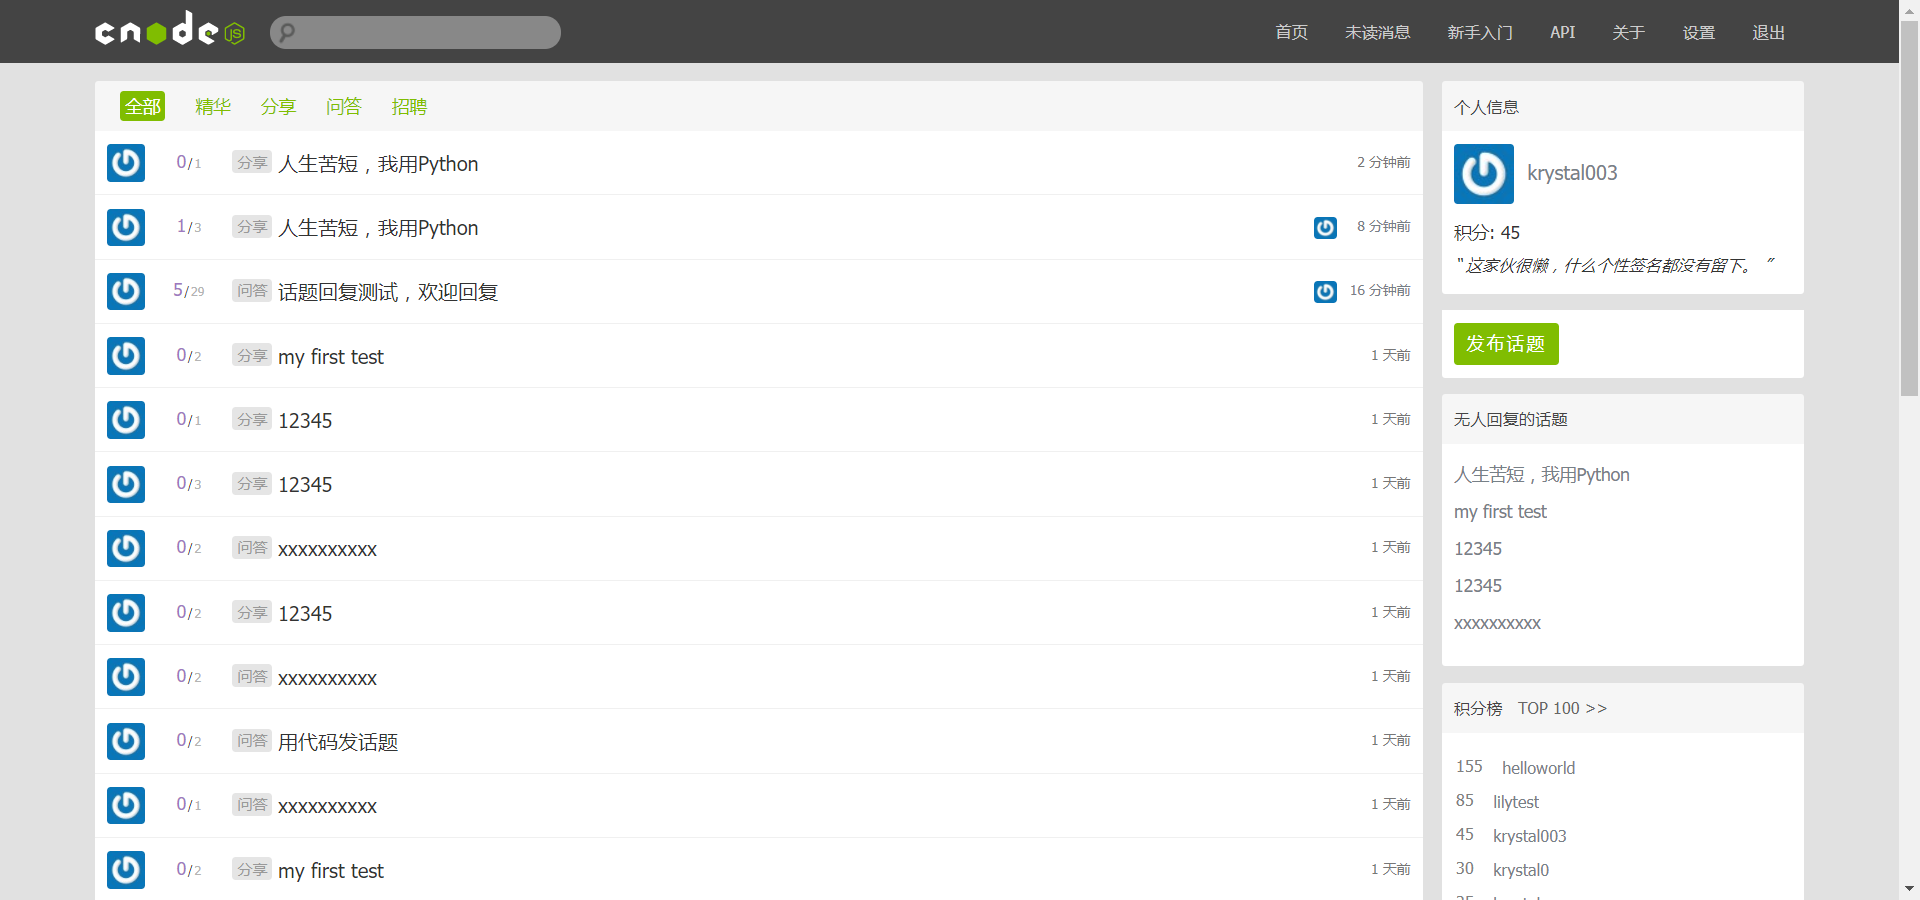 cnode JS
首页 未读消息 新手入门 API 关于 设置 退出
全部 精华 分享 问答 招聘
0/1 分享 人生苦短，我用Python 2 分钟前
1/3 分享 人生苦短，我用Python 8 分钟前
5/29 问答 话题回复测试，欢迎回复 16 分钟前
0/2 分享 my first test 1 天前
0/1 分享 12345 1 天前
0/3 分享 12345 1 天前
0/2 问答 xxxxxxxxxx 1 天前
0/2 分享 12345 1 天前
0/2 问答 xxxxxxxxxx 1 天前
0/2 问答 用代码发话题 1 天前
0/1 问答 xxxxxxxxxx 1 天前
0/2 分享 my first test 1 天前
个人信息
krystal003
积分: 45
“ 这家伙很懒，什么个性签名都没有留下。 ”
发布话题
无人回复的话题
人生苦短，我用Python
my first test
12345
12345
xxxxxxxxxx
积分榜 TOP 100 >>
155 helloworld
85 lilytest
45 krystal003
30 krystal0